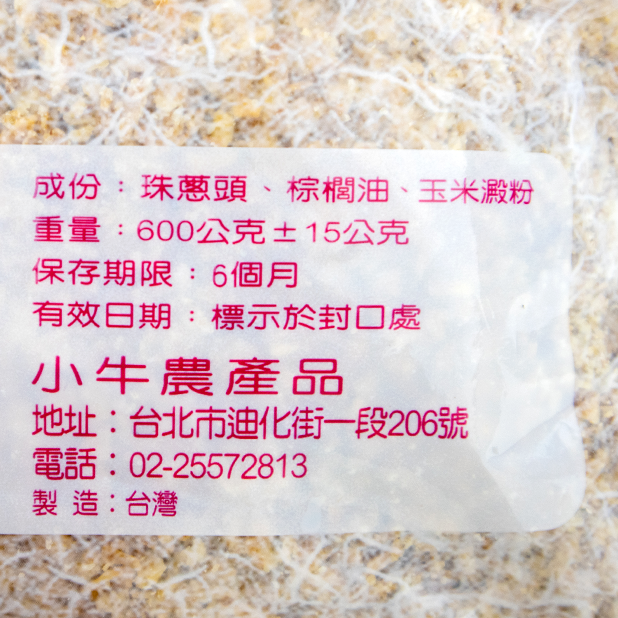 成份：珠蔥頭、棕櫚油、玉米澱粉
重量：600公克±15公克
保存期限：6個月
有效日期：標示於封口處
小牛農產品
地址：台北市迪化街一段206號
電話：02-25572813
製 造：台灣